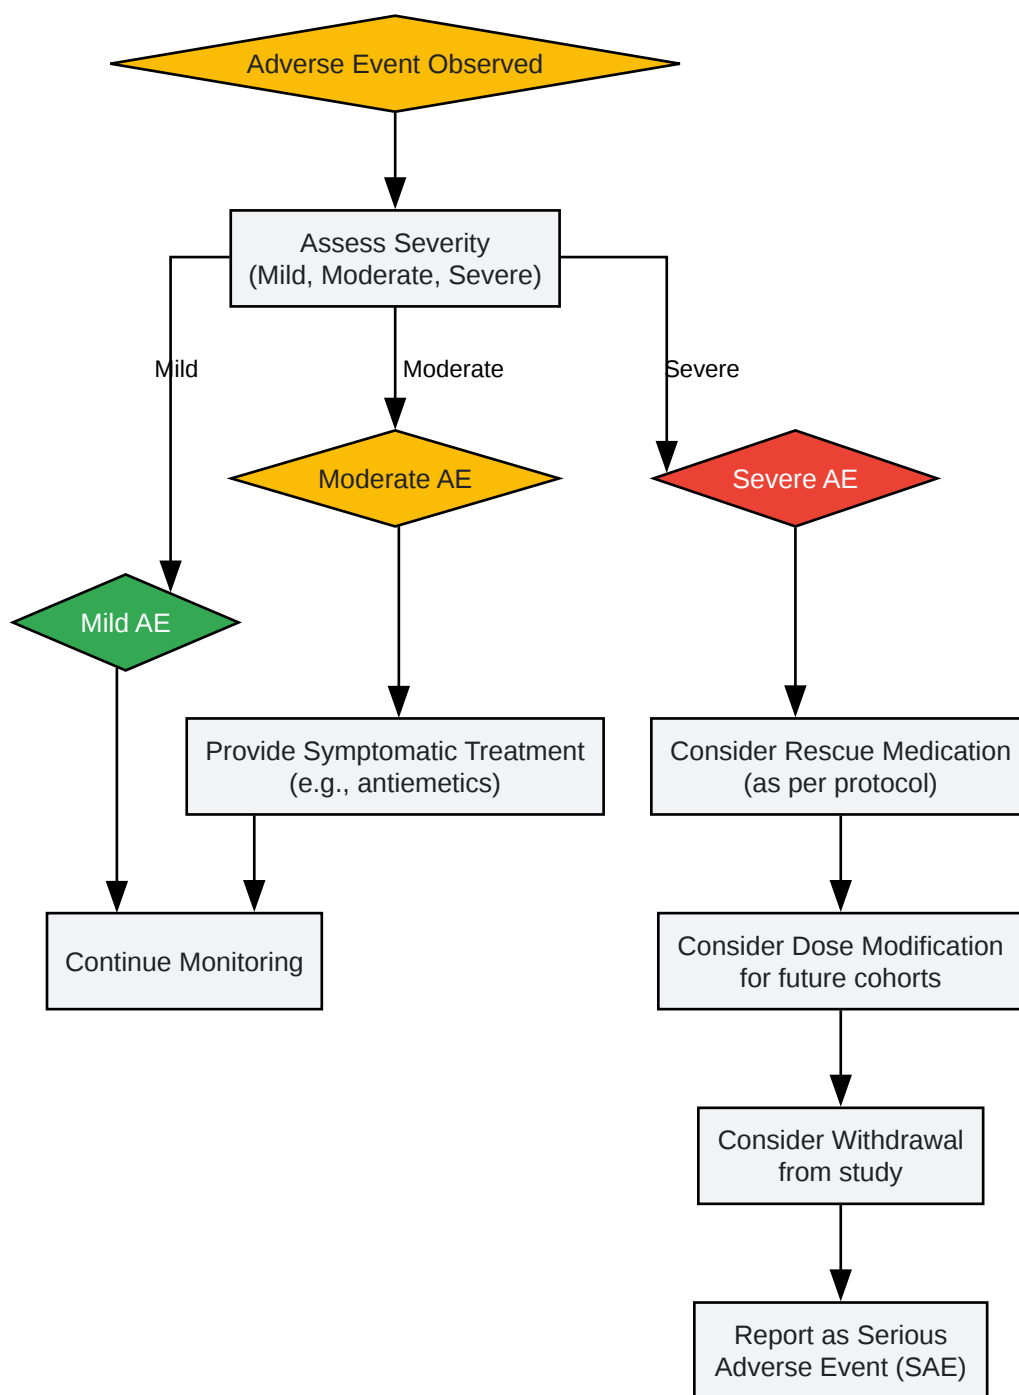 Adverse Event Observed
Assess Severity
(Mild, Moderate, Severe)
Mild
Moderate
Severe
Moderate AE
Severe AE
Mild AE
Provide Symptomatic Treatment
(e.g., antiemetics)
Consider Rescue Medication
(as per protocol)
Continue Monitoring
Consider Dose Modification
for future cohorts
Consider Withdrawal
from study
Report as Serious
Adverse Event (SAE)